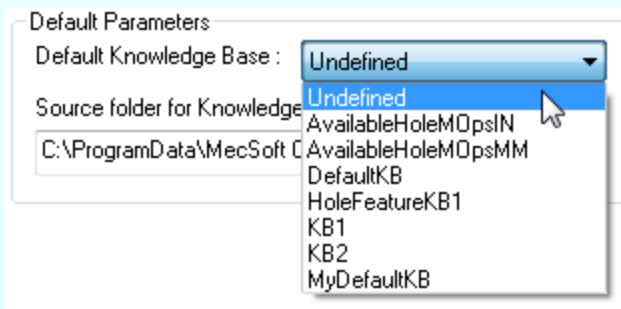 Default Parameters
Default Knowledge Base :
Undefined
Source folder for Knowledge
C:\ProgramData\MecSoft C
Undefined
AvailableHoleMOpsIN
AvailableHoleMOpsMM
DefaultKB
HoleFeatureKB1
KB1
KB2
MyDefaultKB